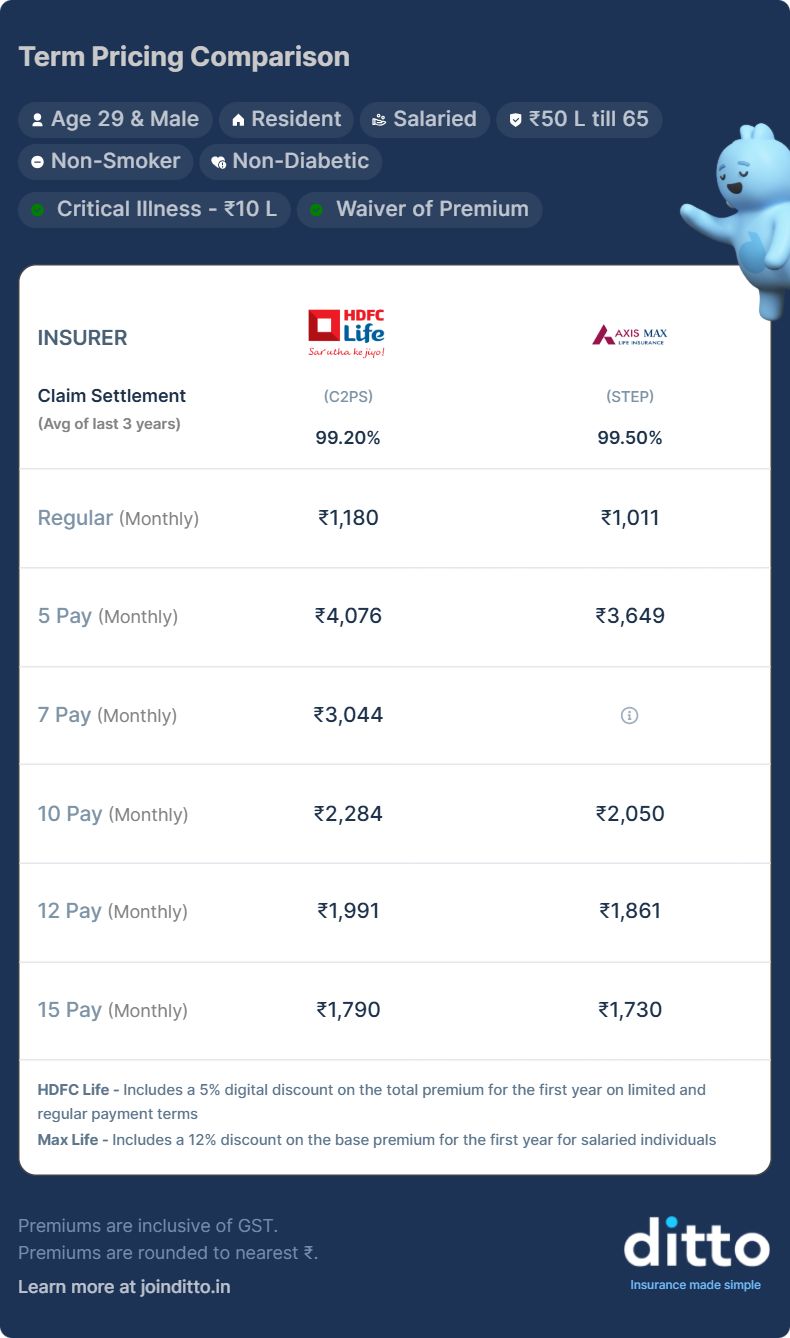 Term Pricing Comparison
Age 29 & Male
Resident
Salaried
₹50 L till 65
Non-Smoker
Non-Diabetic
Critical Illness - ₹10 L
Waiver of Premium
INSURER
HDFC
Life
Sar utha ke jiyo!
AXIS MAX
LIFE INSURANCE
Claim Settlement
(Avg of last 3 years)
(C2PS)
99.20%
(STEP)
99.50%
Regular (Monthly) ₹1,180 ₹1,011
5 Pay (Monthly) ₹4,076 ₹3,649
7 Pay (Monthly) ₹3,044
10 Pay (Monthly) ₹2,284 ₹2,050
12 Pay (Monthly) ₹1,991 ₹1,861
15 Pay (Monthly) ₹1,790 ₹1,730
HDFC Life - Includes a 5% digital discount on the total premium for the first year on limited and
regular payment terms
Max Life - Includes a 12% discount on the base premium for the first year for salaried individuals
Premiums are inclusive of GST.
Premiums are rounded to nearest ₹.
Learn more at joinditto.in
ditto
Insurance made simple